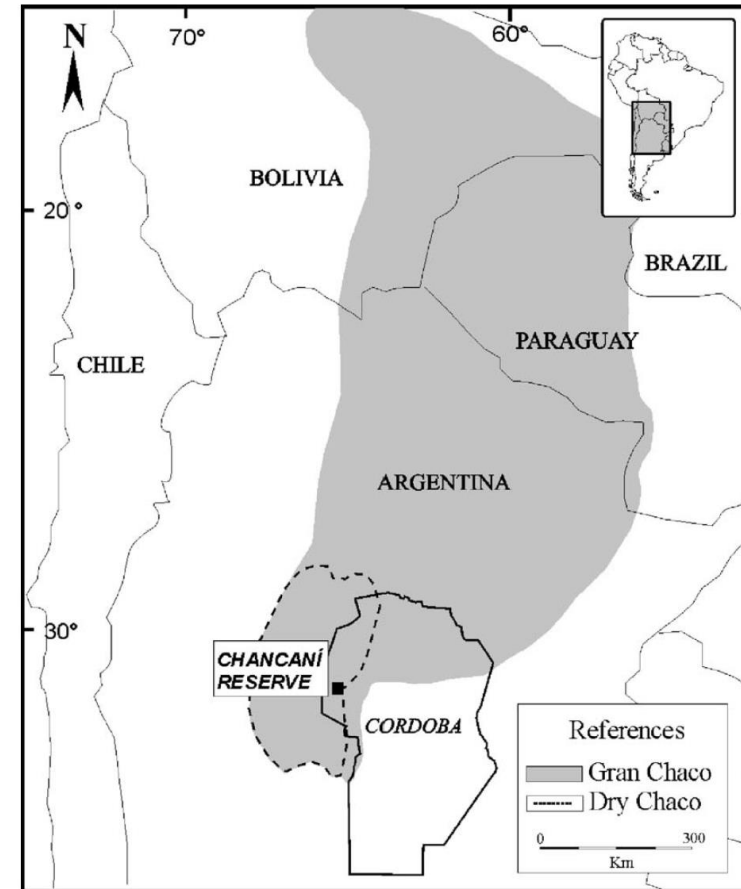 N
70°
60°
BOLIVIA
20°
BRAZIL
PARAGUAY
CHILE
ARGENTINA
30°
CHANCANÍ
RESERVE
CORDOBA
References
Gran Chaco
Dry Chaco
0 300
Km